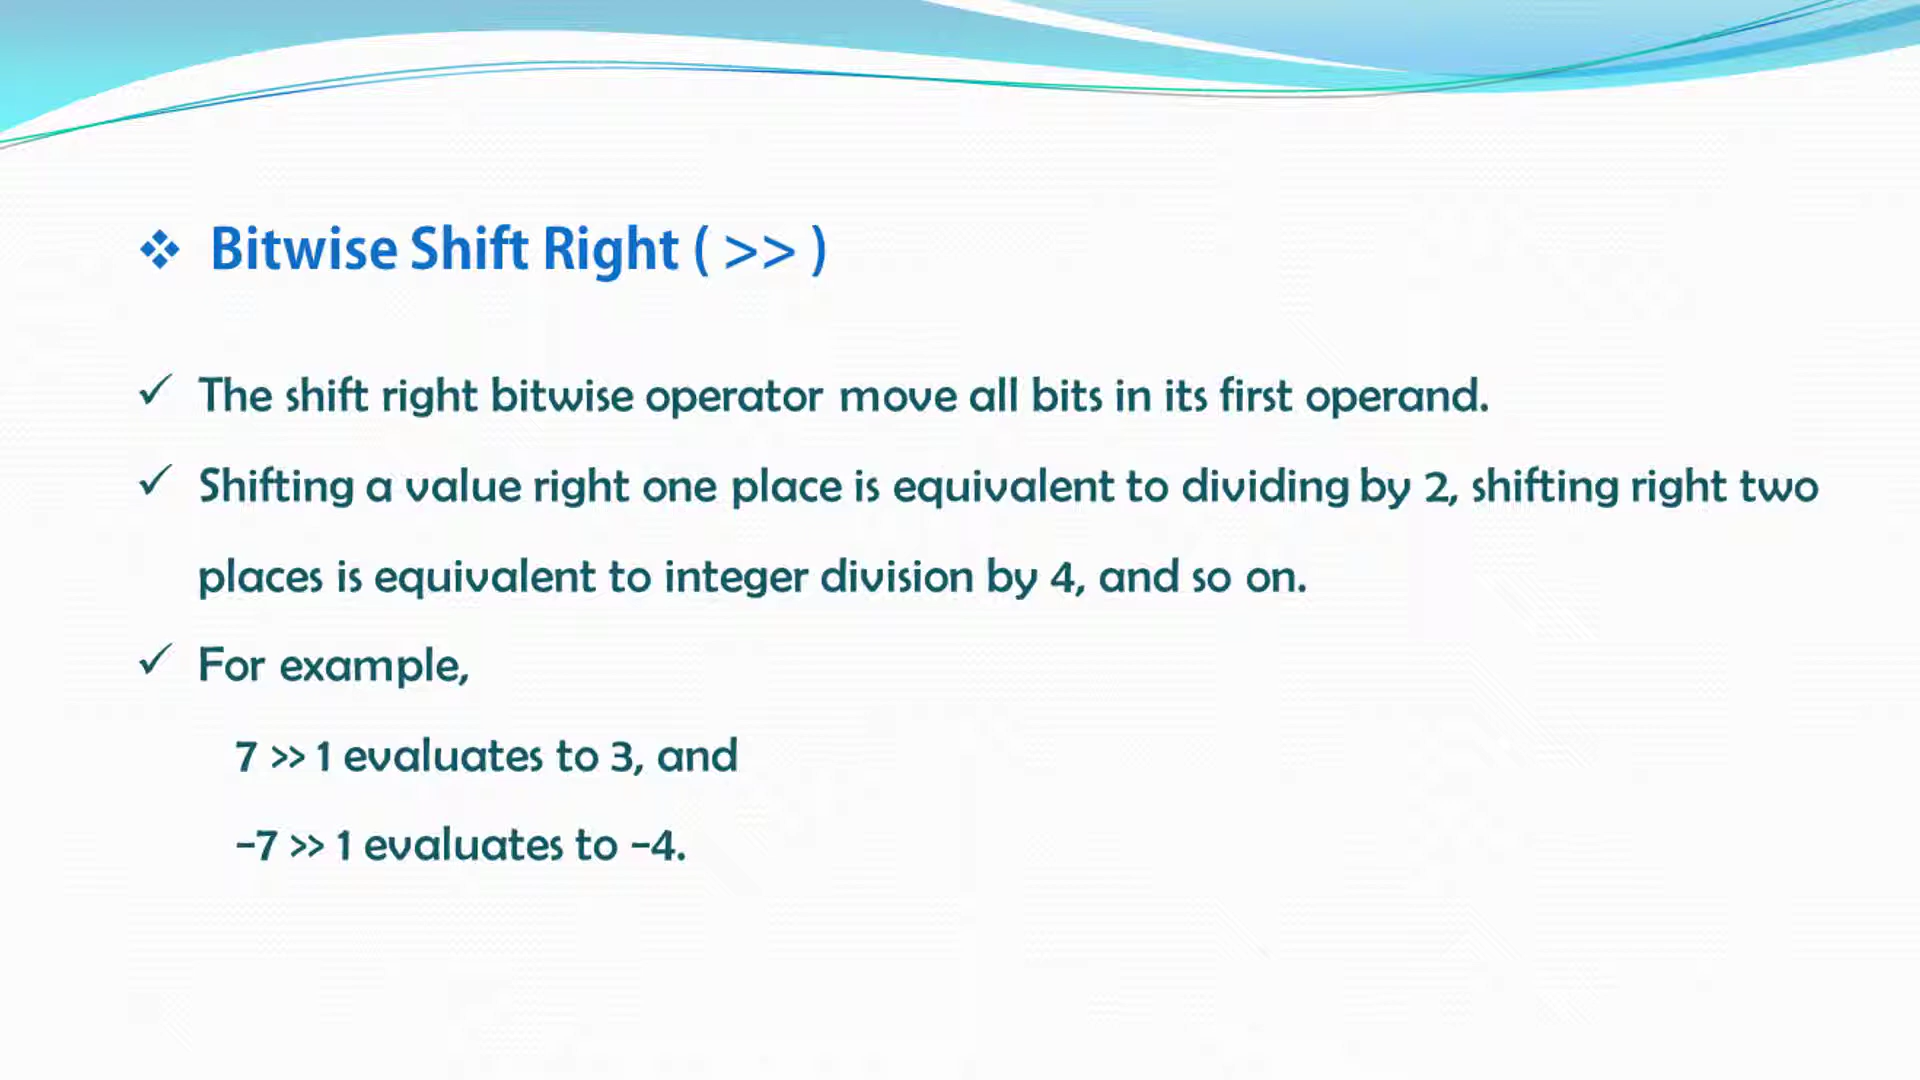 ❖ Bitwise Shift Right ( >> )
✓ The shift right bitwise operator move all bits in its first operand.
✓ Shifting a value right one place is equivalent to dividing by 2, shifting right two
places is equivalent to integer division by 4, and so on.
✓ For example,
7 >> 1 evaluates to 3, and
−7 >> 1 evaluates to −4.